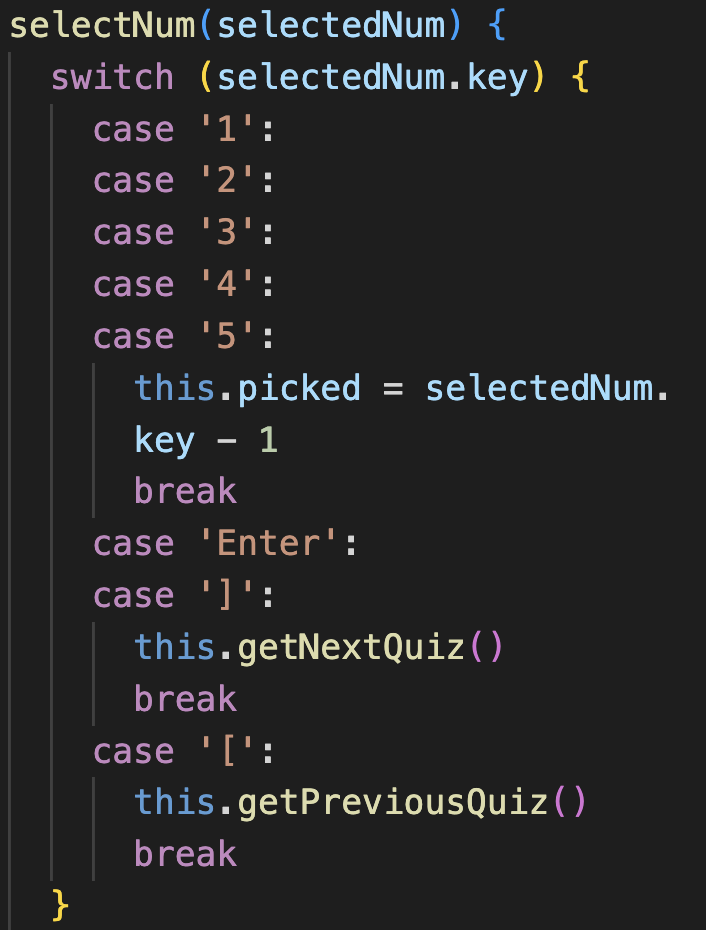 selectNum(selectedNum) {
switch (selectedNum.key) {
case '1':
case '2':
case '3':
case '4':
case '5':
this.picked = selectedNum.
key - 1
break
case 'Enter':
case ']':
this.getNextQuiz()
break
case '[':
this.getPreviousQuiz()
break
}